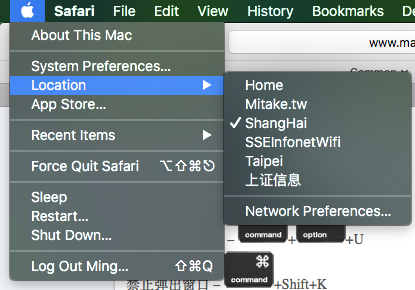 Safari File Edit View History Bookmarks De
About This Mac
www.ma
System Preferences...
Common
Location
Home
App Store...
Mitake.tw
✓ ShangHai
Recent Items
SSEInfonetWifi
Force Quit Safari ⌥⇧⌘⎋
Taipei
上证信息
Sleep
Restart...
Network Preferences...
Shut Down...
– command + option +U
Log Out Ming... ⇧⌘Q
禁止弹出窗口 – ⌘ command +Shift+K